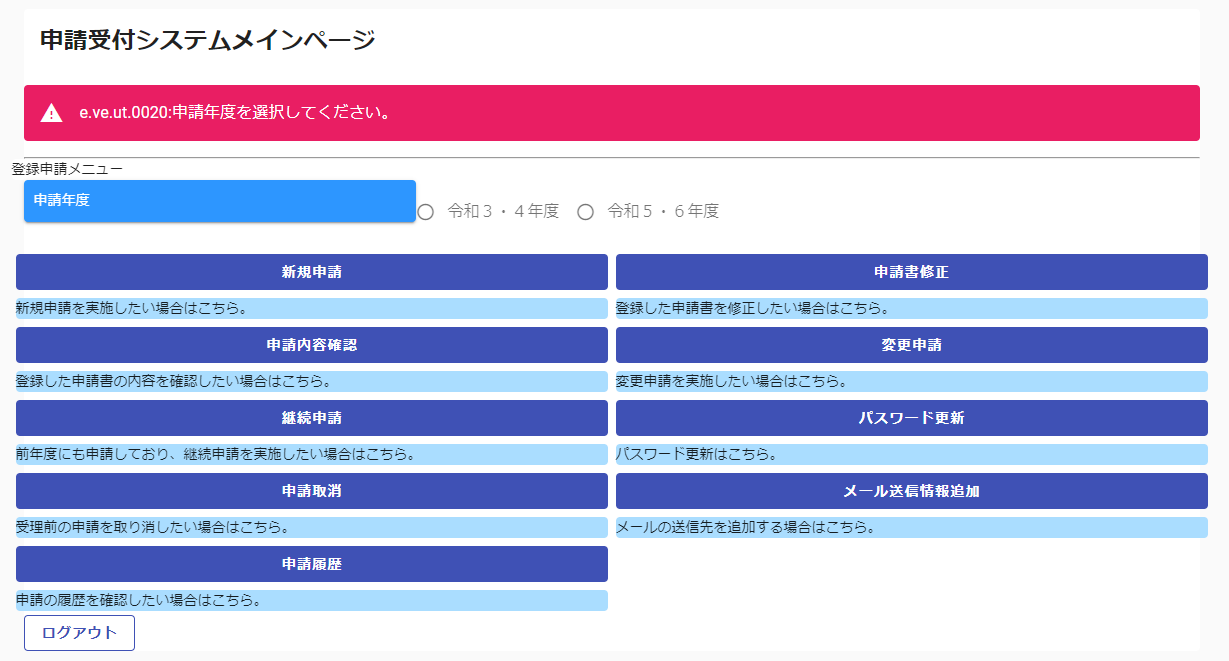 申請受付システムメインページ
e.ve.ut.0020:申請年度を選択してください。
登録申請メニュー
申請年度
令和３・４年度 令和５・６年度
新規申請 申請書修正
新規申請を実施したい場合はこちら。 登録した申請書を修正したい場合はこちら。
申請内容確認 変更申請
登録した申請書の内容を確認したい場合はこちら。 変更申請を実施したい場合はこちら。
継続申請 パスワード更新
前年度にも申請しており、継続申請を実施したい場合はこちら。 パスワード更新はこちら。
申請取消 メール送信情報追加
受理前の申請を取り消したい場合はこちら。 メールの送信先を追加する場合はこちら。
申請履歴
申請の履歴を確認したい場合はこちら。
ログアウト